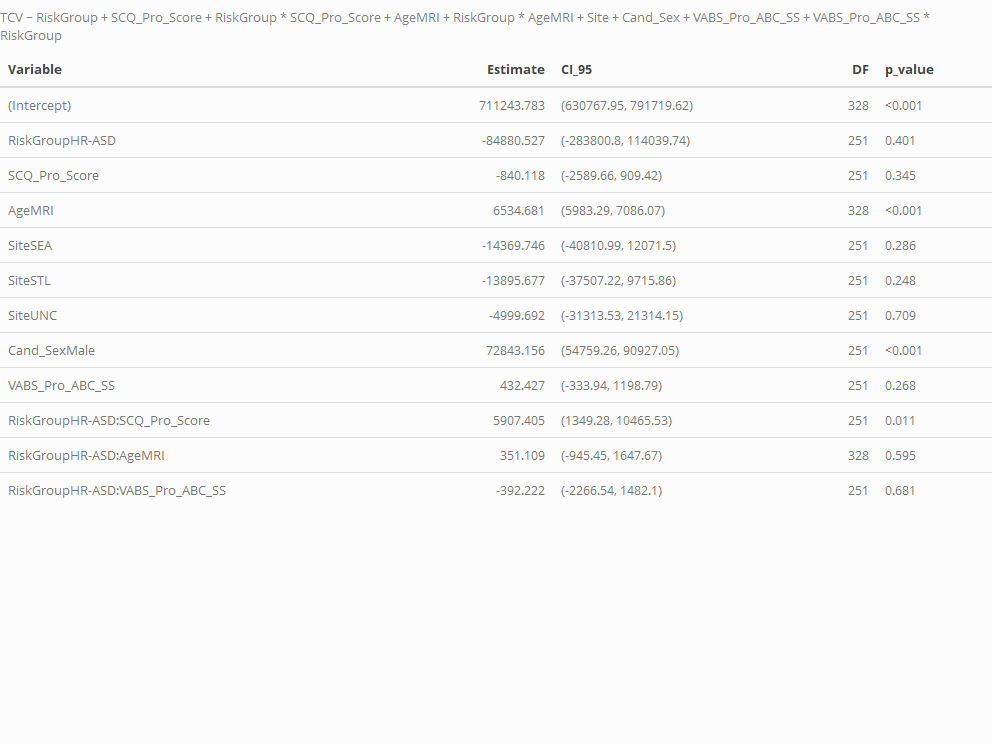 TCV ~ RiskGroup + SCQ_Pro_Score + RiskGroup * SCQ_Pro_Score + AgeMRI + RiskGroup * AgeMRI + Site + Cand_Sex + VABS_Pro_ABC_SS + VABS_Pro_ABC_SS *
RiskGroup
Variable Estimate CI_95 DF p_value
(Intercept) 711243.783 (630767.95, 791719.62) 328 <0.001
RiskGroupHR-ASD -84880.527 (-283800.8, 114039.74) 251 0.401
SCQ_Pro_Score -840.118 (-2589.66, 909.42) 251 0.345
AgeMRI 6534.681 (5983.29, 7086.07) 328 <0.001
SiteSEA -14369.746 (-40810.99, 12071.5) 251 0.286
SiteSTL -13895.677 (-37507.22, 9715.86) 251 0.248
SiteUNC -4999.692 (-31313.53, 21314.15) 251 0.709
Cand_SexMale 72843.156 (54759.26, 90927.05) 251 <0.001
VABS_Pro_ABC_SS 432.427 (-333.94, 1198.79) 251 0.268
RiskGroupHR-ASD:SCQ_Pro_Score 5907.405 (1349.28, 10465.53) 251 0.011
RiskGroupHR-ASD:AgeMRI 351.109 (-945.45, 1647.67) 328 0.595
RiskGroupHR-ASD:VABS_Pro_ABC_SS -392.222 (-2266.54, 1482.1) 251 0.681